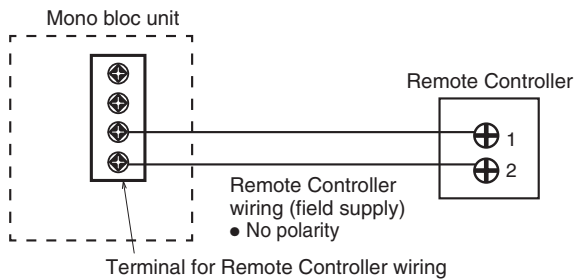 Mono bloc unit
Remote Controller
1
2
Remote Controller
wiring (field supply)
● No polarity
Terminal for Remote Controller wiring